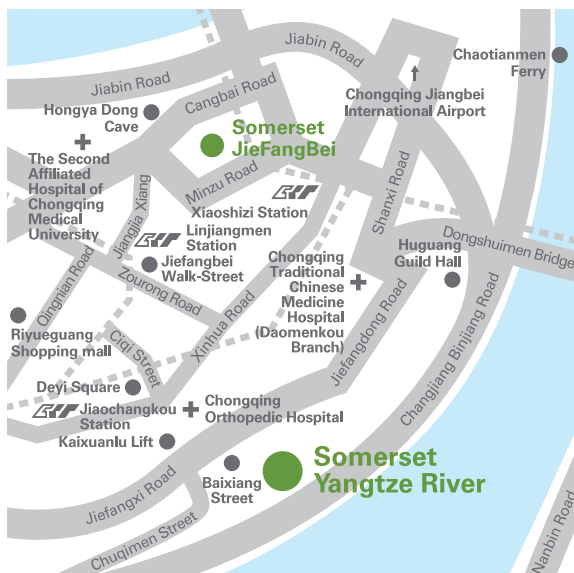 Jiabin Road
Chaotianmen
Ferry
Jiabin Road
Cangbai Road
Chongqing Jiangbei
International Airport
Hongya Dong
Cave
Somerset
JieFangBei
The Second
Affiliated
Hospital of
Chongqing
Medical
University
Minzu Road
Shanxi Road
Jiangjia Xiang
Xiaoshizi Station
Linjiangmen
Station
Dongshuimen Bridge
Huguang
Guild Hall
Jiefangbei
Walk-Street
Chongqing
Traditional
Chinese
Medicine
Hospital
(Daomenkou
Branch)
Qingnian Road
Zourong Road
Xinhua Road
Riyueguang
Shopping mall
Ciqi Street
Jiefangdong Road
Changjiang Binjiang Road
Deyi Square
Jiaochangkou
Station
Chongqing
Orthopedic Hospital
Kaixuanlu Lift
Somerset
Yangtze River
Baixiang
Street
Jiefangxi Road
Chuqimen Street
Nanbin Road